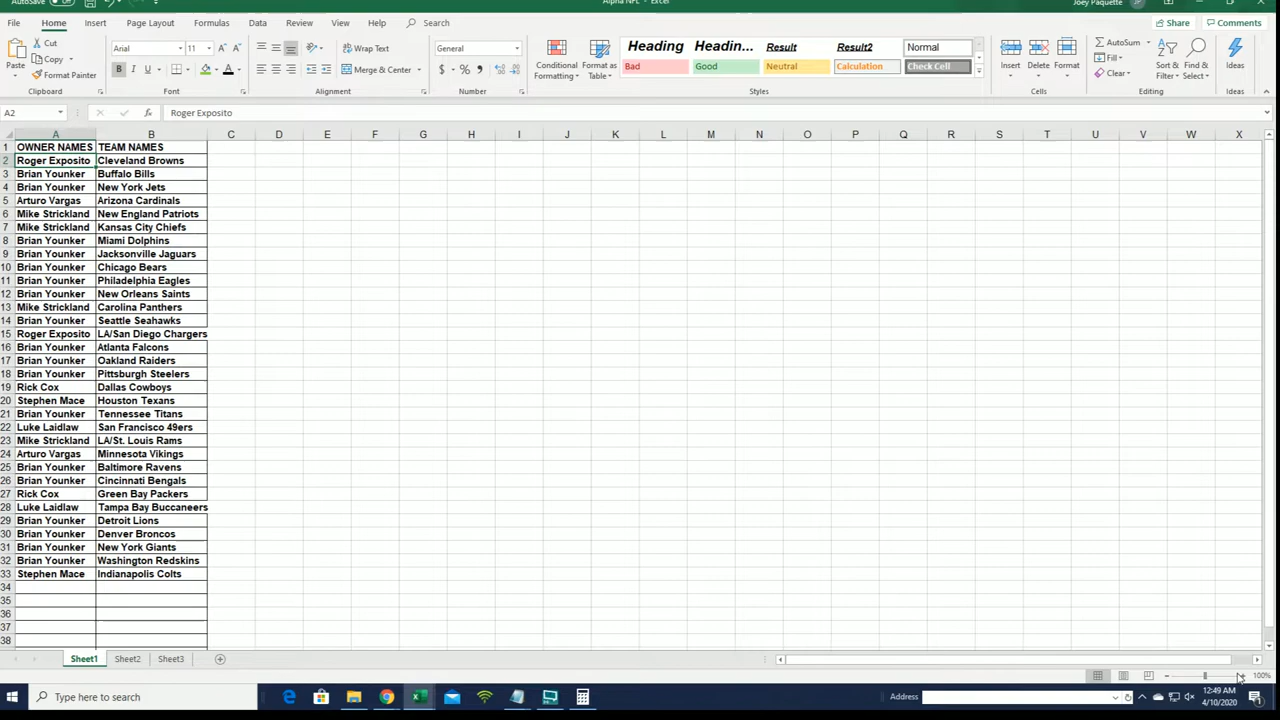 AutoSave Alpha NFL - Excel Joey Paquette JP
File Home Insert Page Layout Formulas Data Review View Help Search Share Comments
Paste Cut Arial 11 Wrap Text General Conditional Formatting Format as Table Heading Headin... Result Result2 Normal Insert Delete Format AutoSum Sort & Filter Find & Select Ideas
Copy Fill
Format Painter B I U Merge & Center $ % Bad Good Neutral Calculation Check Cell Clear
Clipboard Font Alignment Number Styles Cells Editing Ideas
A2 fx Roger Exposito
A B C D E F G H I J K L M N O P Q R S T U V W X
1 OWNER NAMES TEAM NAMES
2 Roger Exposito Cleveland Browns
3 Brian Younker Buffalo Bills
4 Brian Younker New York Jets
5 Arturo Vargas Arizona Cardinals
6 Mike Strickland New England Patriots
7 Mike Strickland Kansas City Chiefs
8 Brian Younker Miami Dolphins
9 Brian Younker Jacksonville Jaguars
10 Brian Younker Chicago Bears
11 Brian Younker Philadelphia Eagles
12 Brian Younker New Orleans Saints
13 Mike Strickland Carolina Panthers
14 Brian Younker Seattle Seahawks
15 Roger Exposito LA/San Diego Chargers
16 Brian Younker Atlanta Falcons
17 Brian Younker Oakland Raiders
18 Brian Younker Pittsburgh Steelers
19 Rick Cox Dallas Cowboys
20 Stephen Mace Houston Texans
21 Brian Younker Tennessee Titans
22 Luke Laidlaw San Francisco 49ers
23 Mike Strickland LA/St. Louis Rams
24 Arturo Vargas Minnesota Vikings
25 Brian Younker Baltimore Ravens
26 Brian Younker Cincinnati Bengals
27 Rick Cox Green Bay Packers
28 Luke Laidlaw Tampa Bay Buccaneers
29 Brian Younker Detroit Lions
30 Brian Younker Denver Broncos
31 Brian Younker New York Giants
32 Brian Younker Washington Redskins
33 Stephen Mace Indianapolis Colts
34
35
36
37
38
Sheet1 Sheet2 Sheet3
100%
Type here to search Address 12:49 AM
4/10/2020